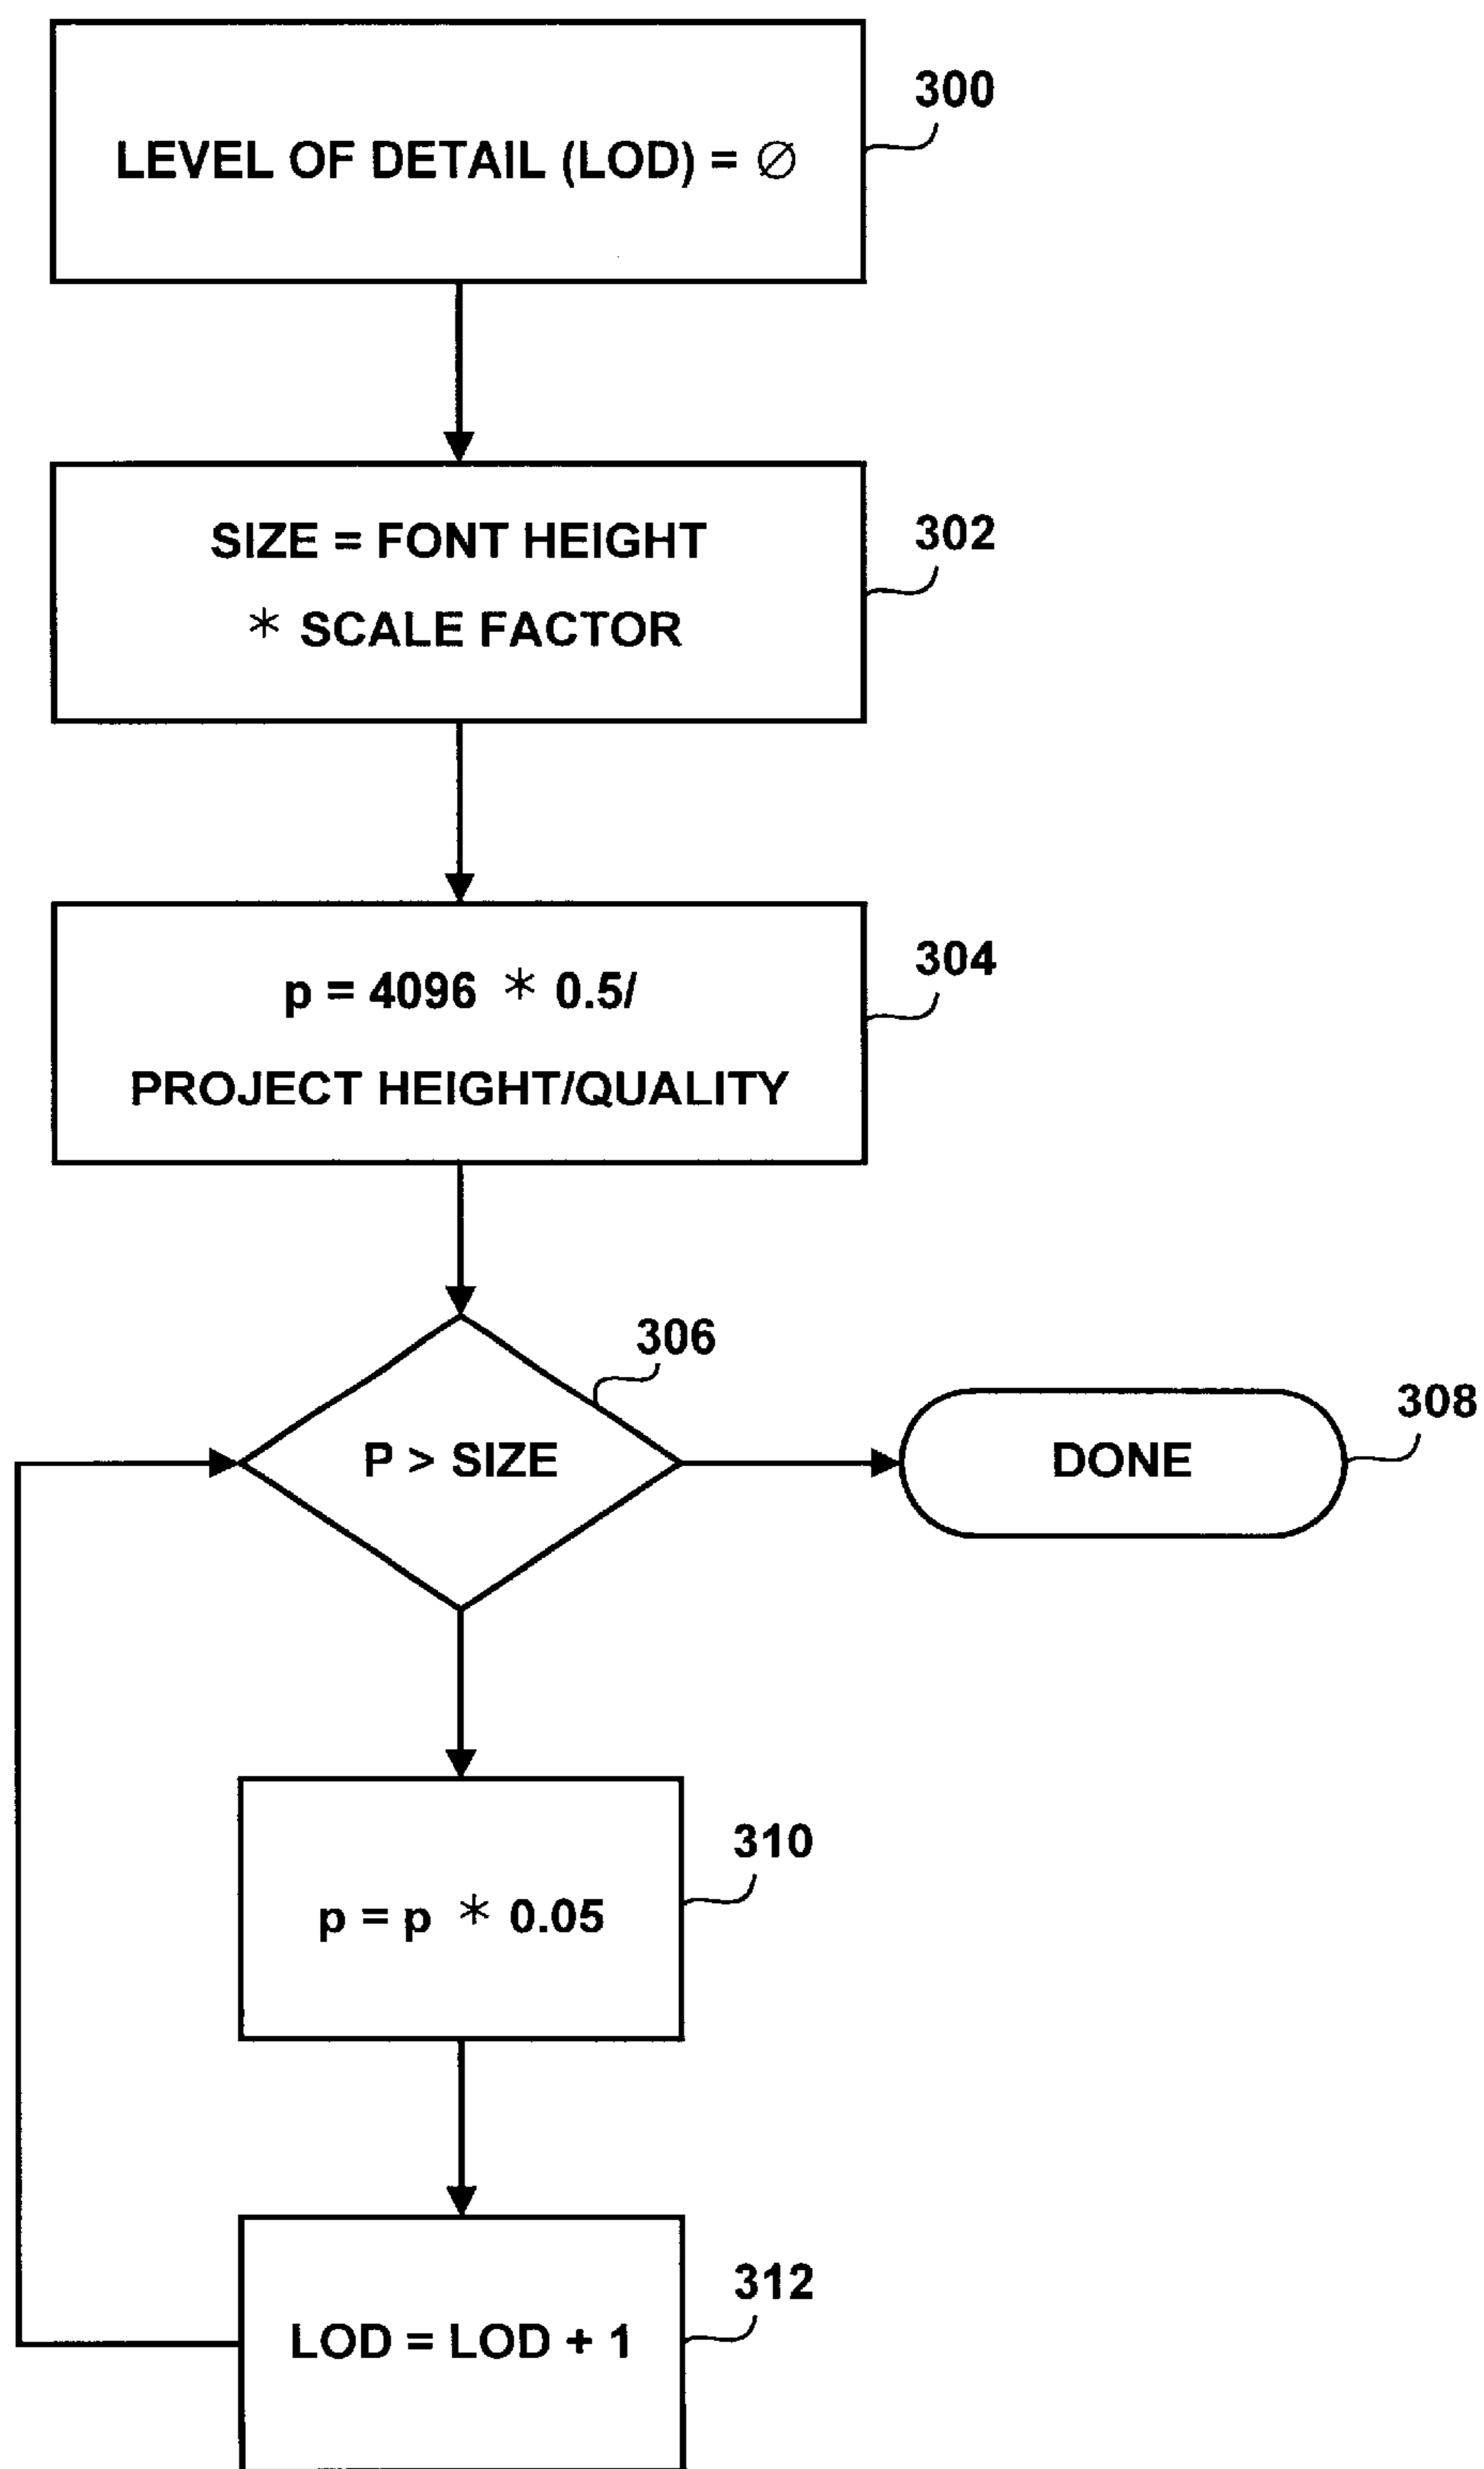 300
LEVEL OF DETAIL (LOD) = ∅
302
SIZE = FONT HEIGHT
* SCALE FACTOR
304
p = 4096 * 0.5/
PROJECT HEIGHT/QUALITY
306
P > SIZE
308
DONE
310
p = p * 0.05
312
LOD = LOD + 1